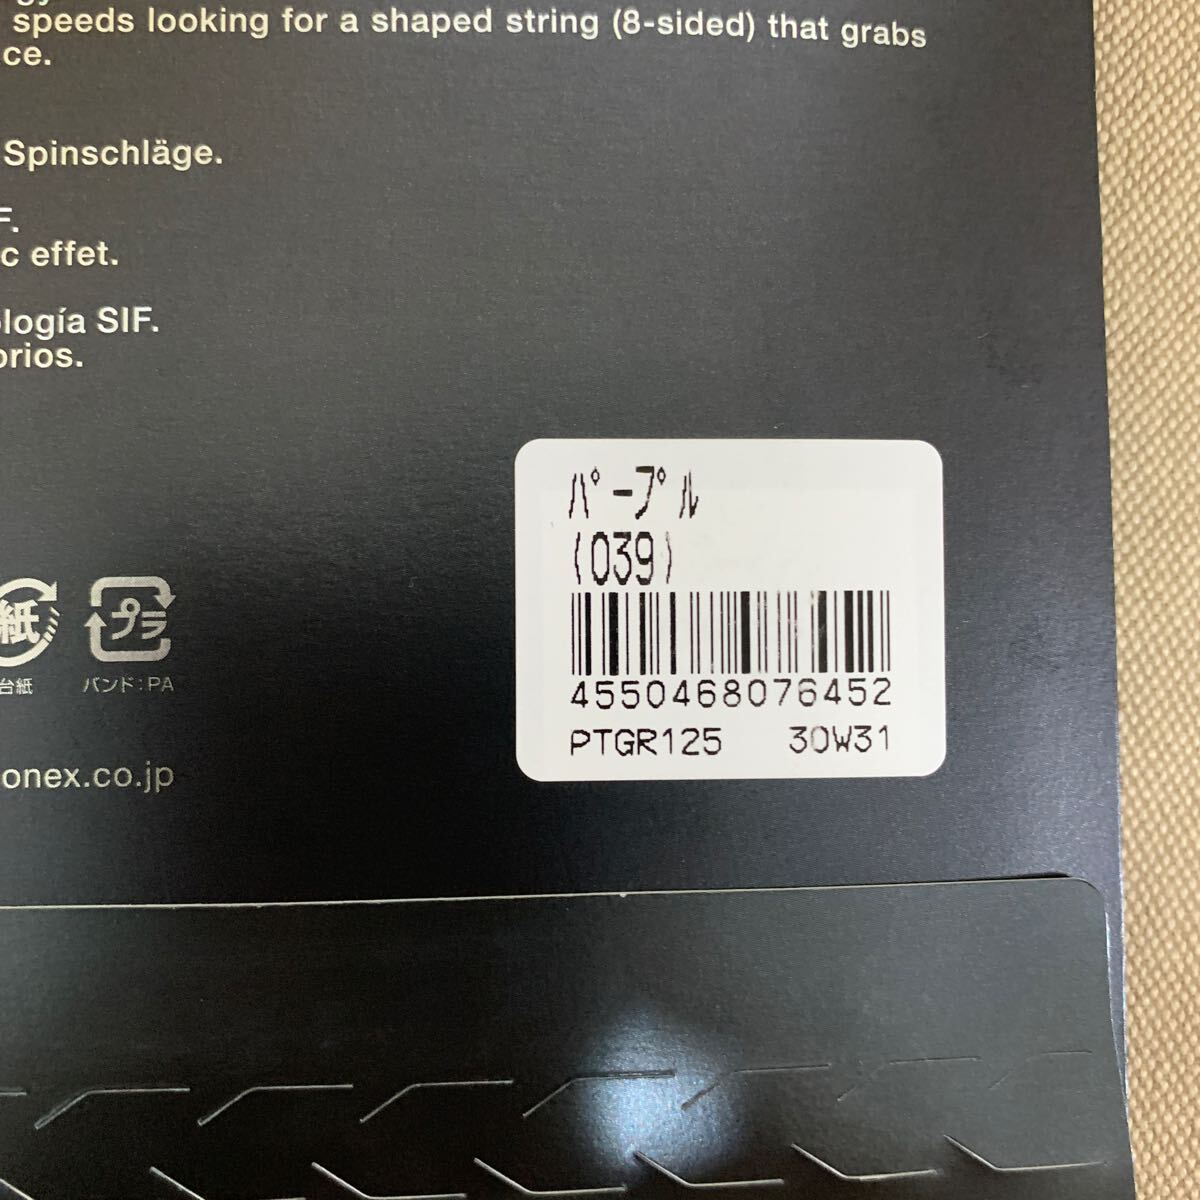 speeds looking for a shaped string (8-sided) that grabs
ce.
Spinschläge.
F.
c effet.
ología SIF.
orios.
パープル
(039)
4550468076452
PTGR125 30W31
紙
プラ
台紙
バンド:PA
onex.co.jp